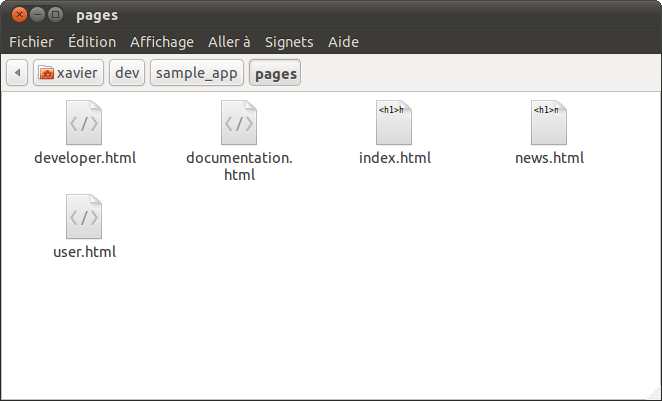 pages
Fichier Édition Affichage Aller à Signets Aide
xavier dev sample_app pages
</> </> <h1>h <h1>n
developer.html documentation. index.html news.html
html
</>
user.html